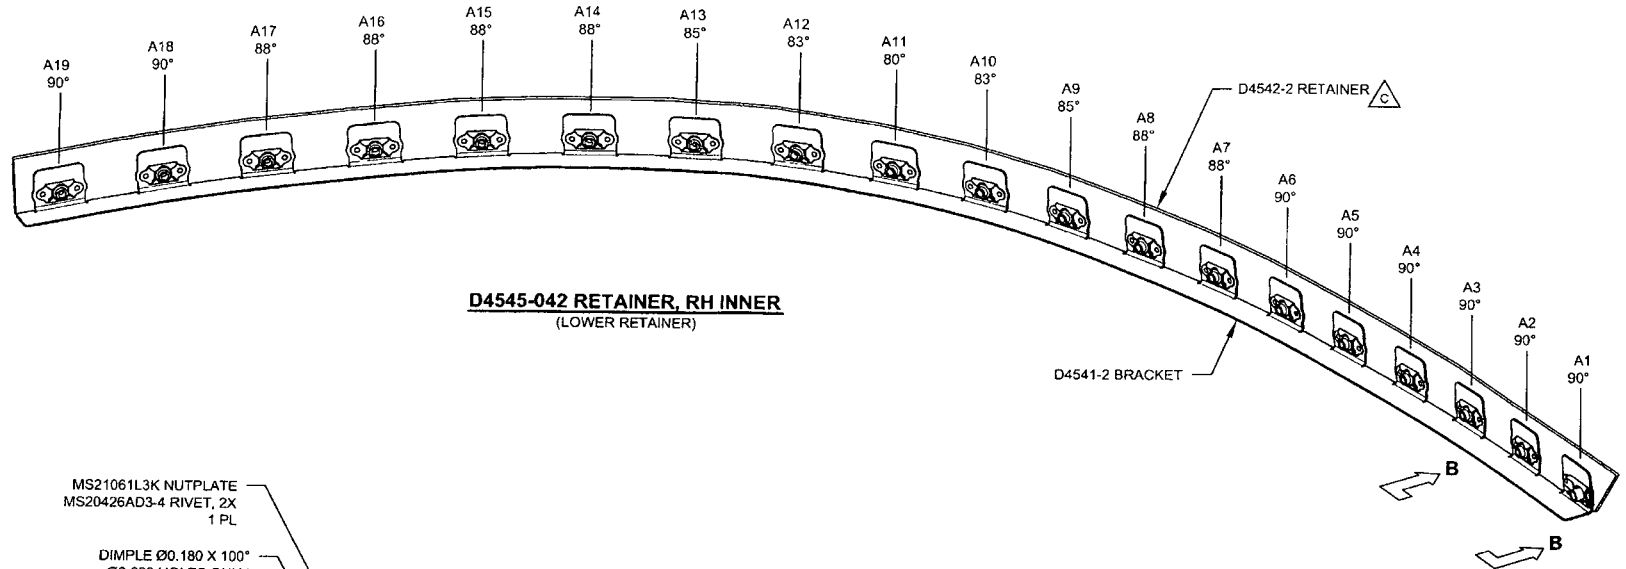 A19
90°
A18
90°
A17
88°
A16
88°
A15
88°
A14
88°
A13
85°
A12
83°
A11
80°
A10
83°
A9
85°
A8
88°
A7
88°
A6
90°
A5
90°
A4
90°
A3
90°
A2
90°
A1
90°
D4542-2 RETAINER
C
D4545-042 RETAINER, RH INNER
(LOWER RETAINER)
D4541-2 BRACKET
B
B
MS21061L3K NUTPLATE
MS20426AD3-4 RIVET, 2X
1 PL
DIMPLE Ø0.180 X 100°